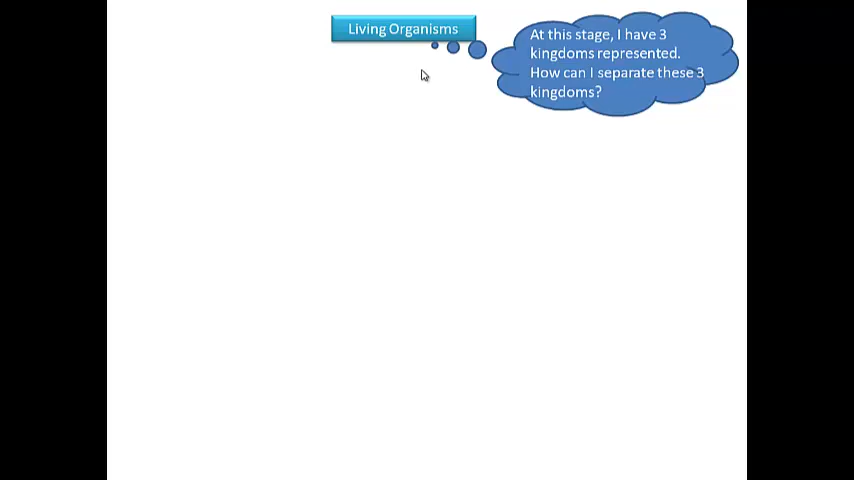 Living Organisms
At this stage, I have 3
kingdoms represented.
How can I separate these 3
kingdoms?